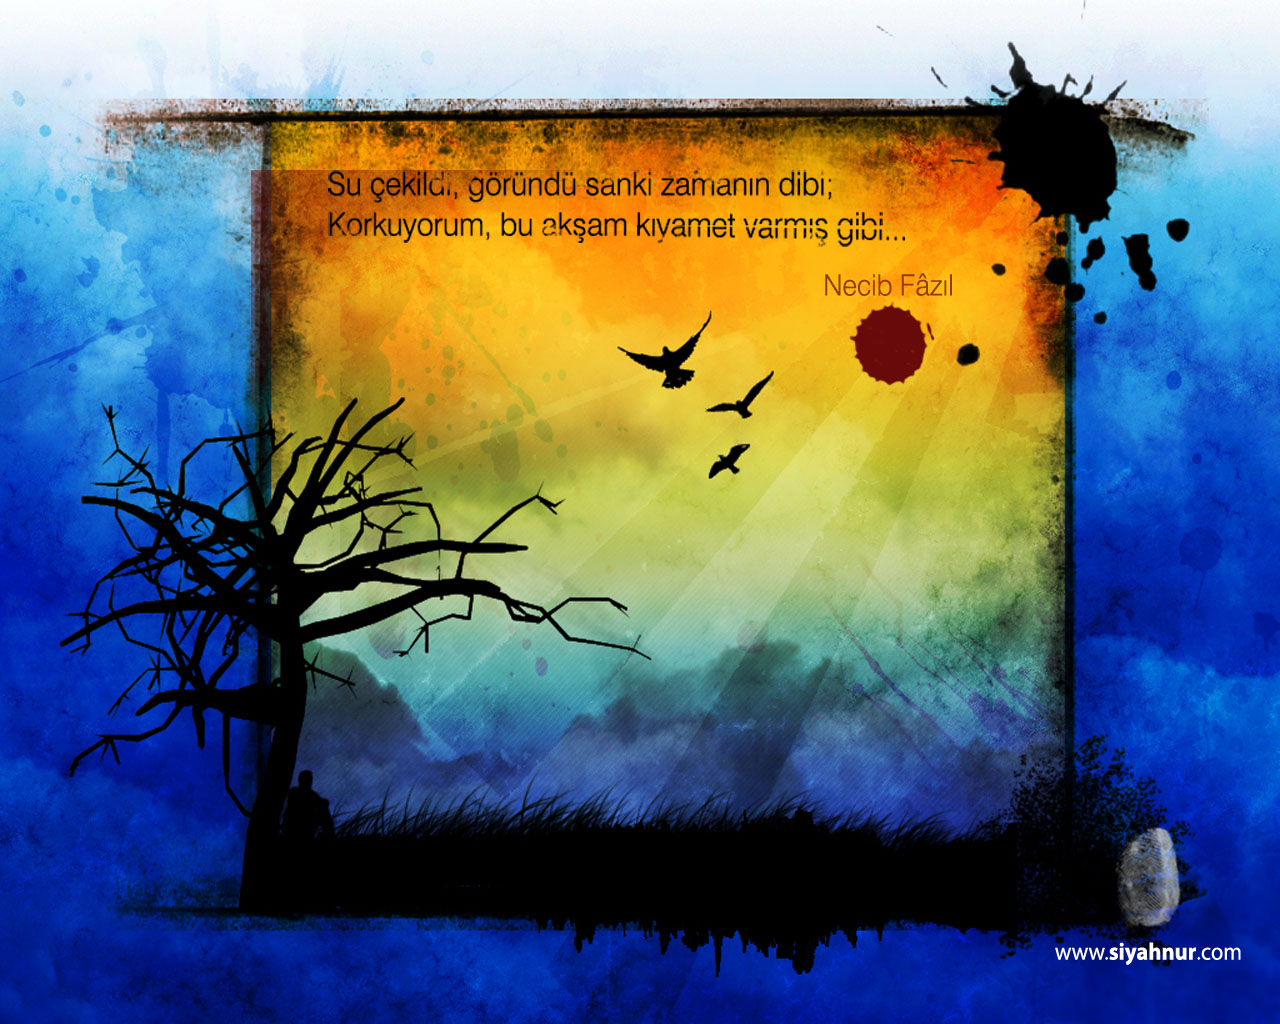 Su çekildi, göründü sanki zamanın dibi;
Korkuyorum, bu akşam kıyamet varmış gibi...
Necib Fâzıl
www.siyahnur.com